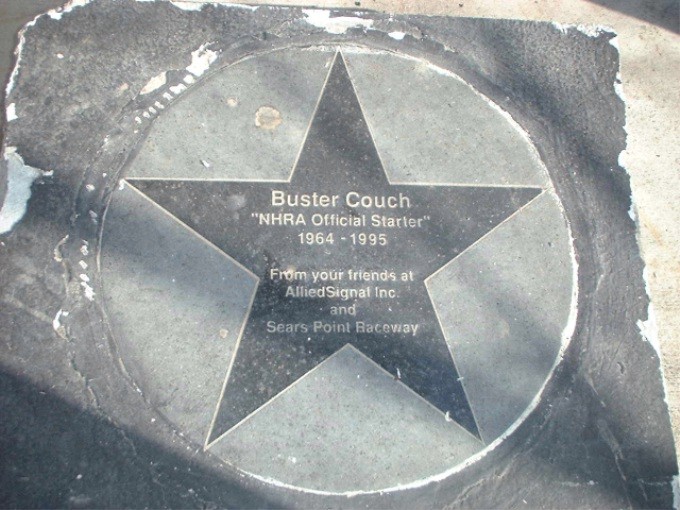 Buster Couch
"NHRA Official Starter"
1964 - 1995
From your friends at
AlliedSignal Inc.
and
Sears Point Raceway